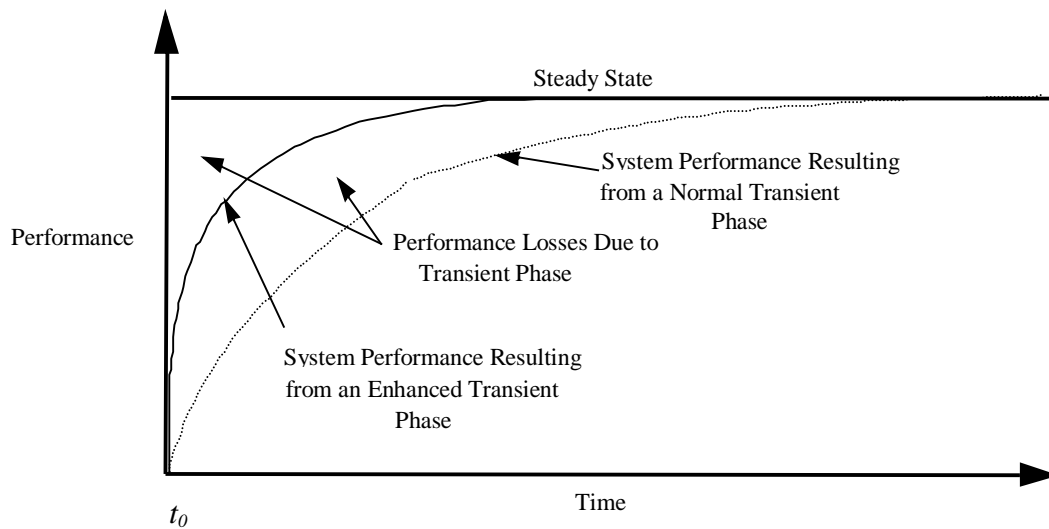 Steady State
System Performance Resulting
from a Normal Transient
Phase
Performance
Performance Losses Due to
Transient Phase
System Performance Resulting
from an Enhanced Transient
Phase
Time
t0